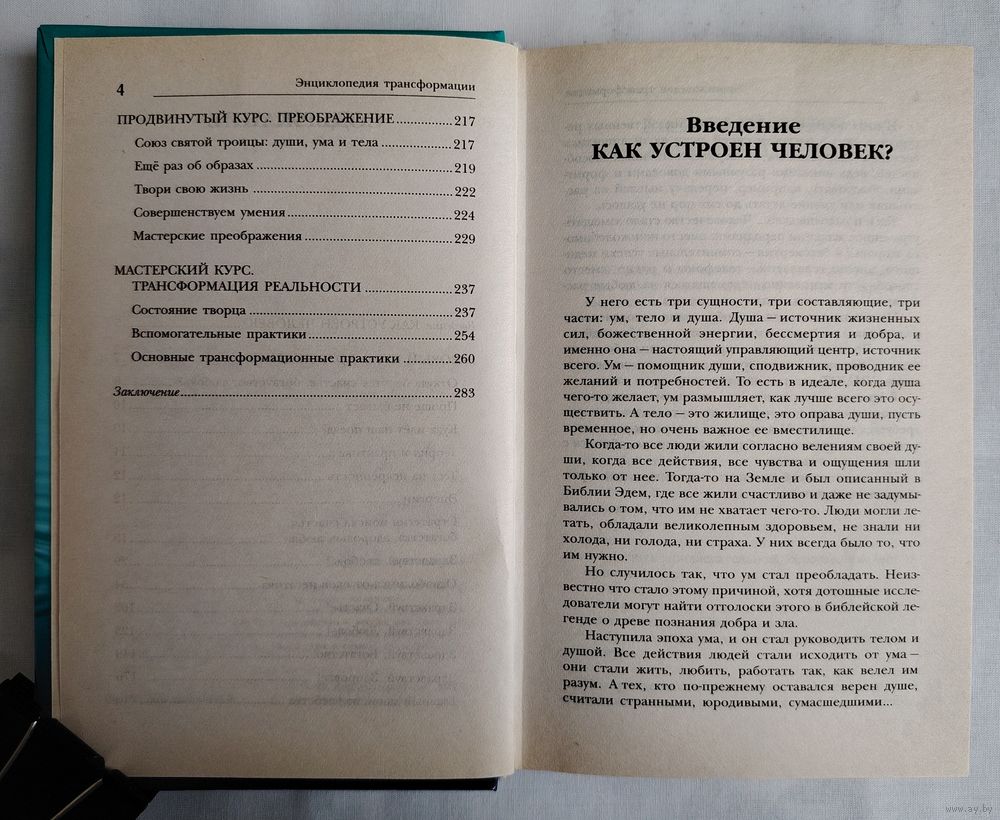 4
Энциклопедия трансформации
ПРОДВИНУТЫЙ КУРС. ПРЕОБРАЖЕНИЕ...............217
Союз святой троицы: души, ума и тела...................217
Ещё раз об образах...................219
Твори свою жизнь...................222
Совершенствуем умения...................224
Мастерские преображения...................229
МАСТЕРСКИЙ КУРС.
ТРАНСФОРМАЦИЯ РЕАЛЬНОСТИ...................237
Состояние творца...................237
Вспомогательные практики...................254
Основные трансформационные практики...........260
Заключение...................283
Введение
КАК УСТРОЕН ЧЕЛОВЕК?
У него есть три сущности, три составляющие, три
части: ум, тело и душа. Душа — источник жизненных
сил, божественной энергии, бессмертия и добра, и
именно она — настоящий управляющий центр, источник
всего. Ум — помощник души, сподвижник, проводник ее
желаний и потребностей. То есть в идеале, когда душа
чего-то желает, ум размышляет, как лучше всего это осу-
ществить. А тело — это жилище, это оправа души, пусть
временное, но очень важное ее вместилище.
Когда-то все люди жили согласно велениям своей ду-
ши, когда все действия, все чувства и ощущения шли
только от нее. Тогда-то на Земле и был описанный в
Библии Эдем, где все жили счастливо и даже не задумы-
вались о том, что им не хватает чего-то. Люди могли ле-
тать, обладали великолепным здоровьем, не знали ни
холода, ни голода, ни страха. У них всегда было то, что
им нужно.
Но случилось так, что ум стал преобладать. Неиз-
вестно что стало этому причиной, хотя дотошные иссле-
дователи могут найти отголоски этого в библейской ле-
генде о древе познания добра и зла.
Наступила эпоха ума, и он стал руководить телом и
душой. Все действия людей стали исходить от ума —
они стали жить, любить, работать так, как велел им
разум. А тех, кто по-прежнему оставался верен душе,
считали странными, юродивыми, сумасшедшими...
www.ay.by